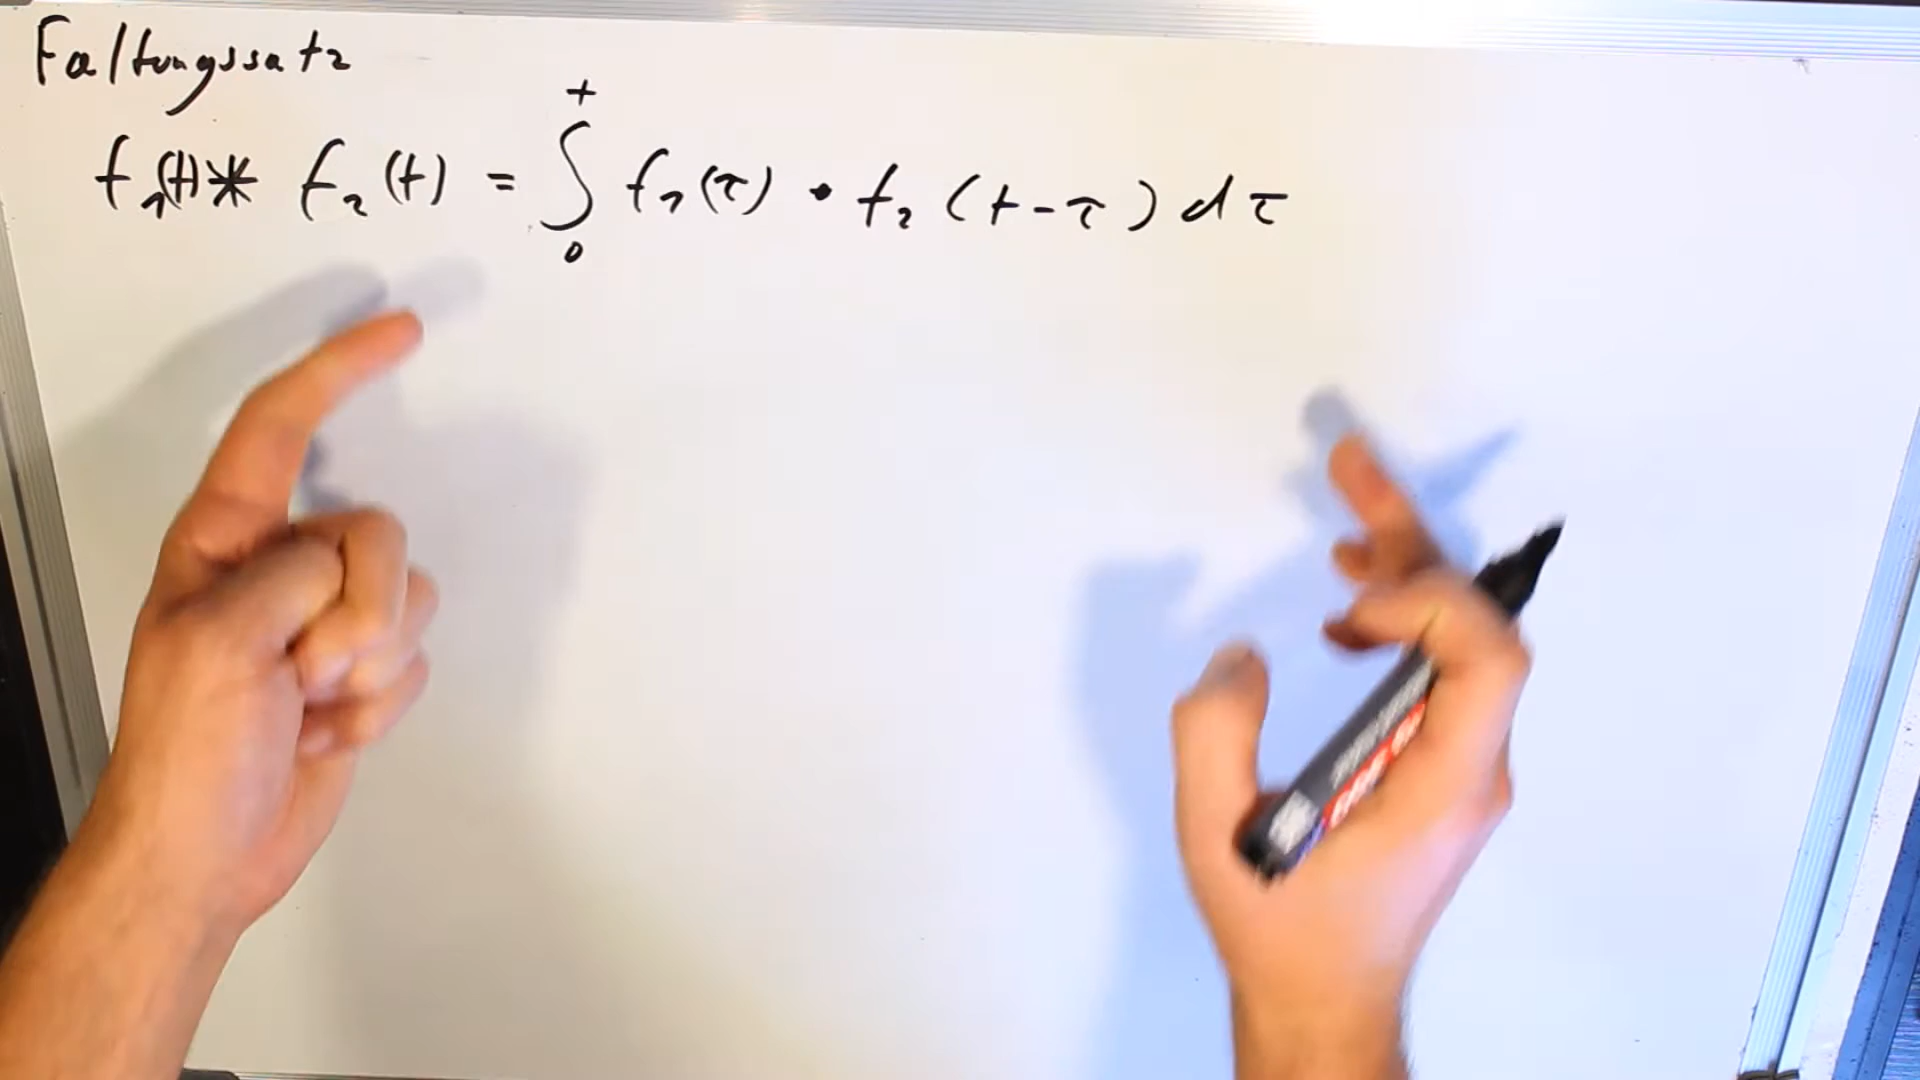 Faltungssatz
f₁(t) * f₂(t) = ∫₀ᵗ f₁(τ) · f₂(t-τ) dτ